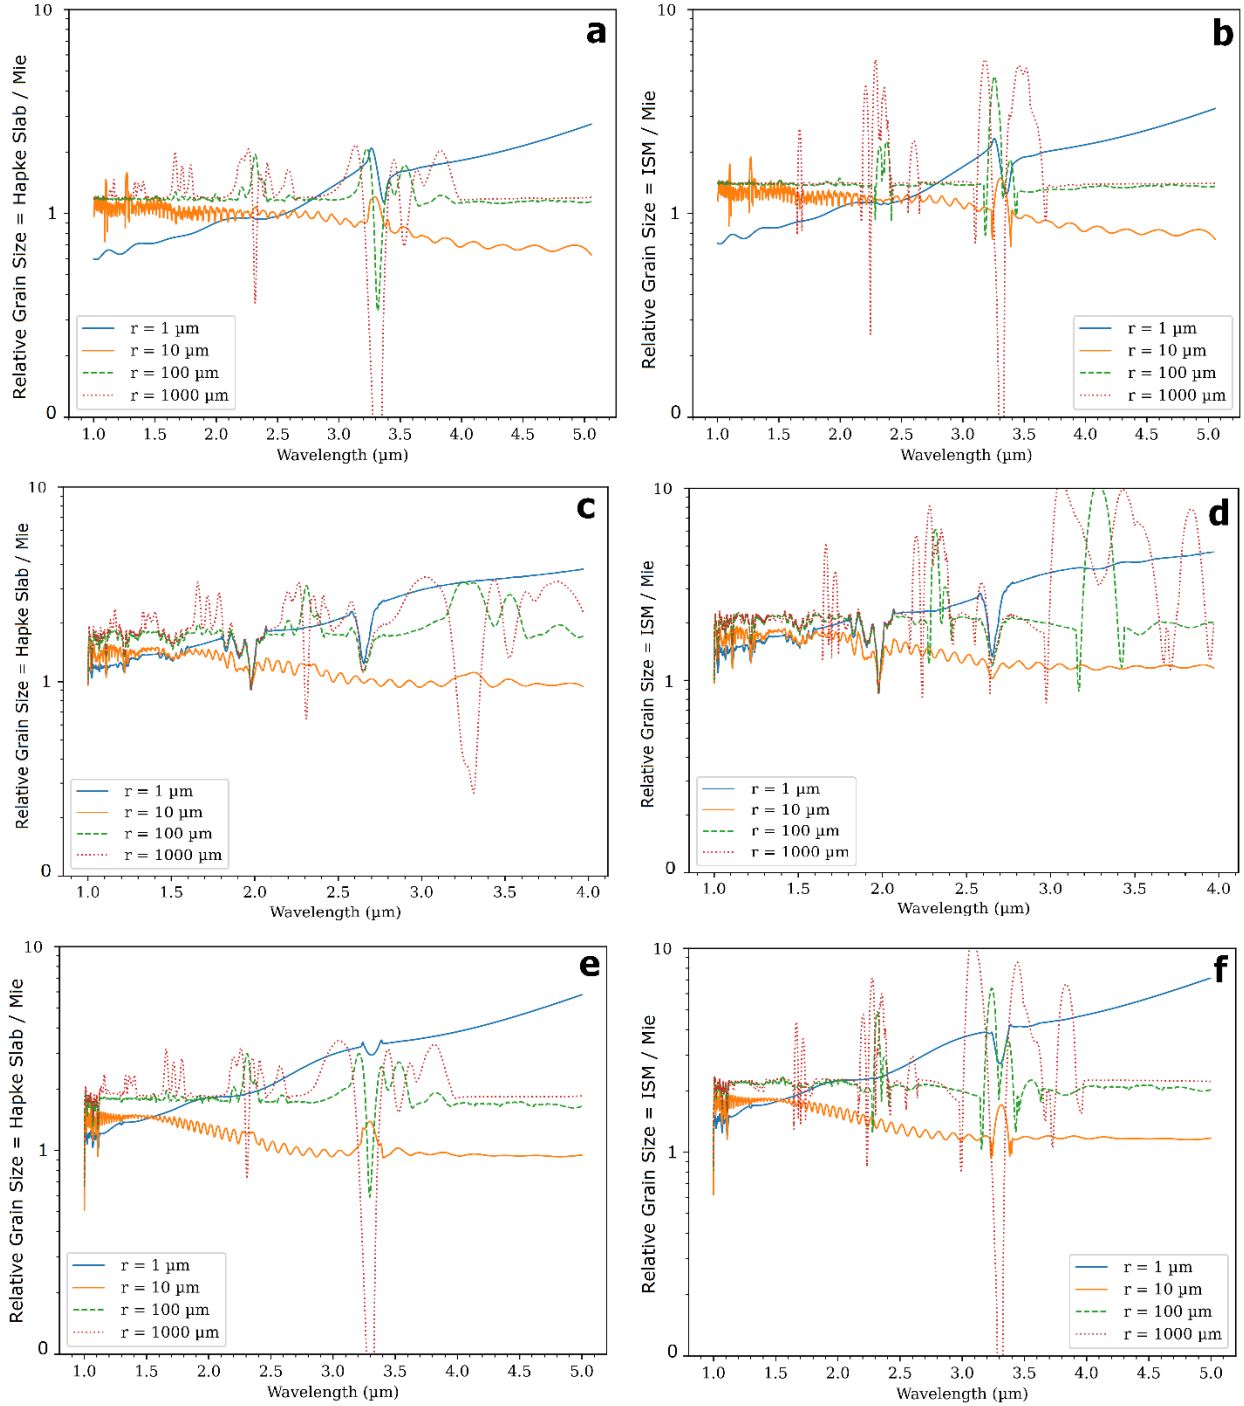 a
Relative Grain Size = Hapke Slab / Mie
10
1
0
r = 1 µm
r = 10 µm
r = 100 µm
r = 1000 µm
1.0 1.5 2.0 2.5 3.0 3.5 4.0 4.5 5.0
Wavelength (µm)
b
Relative Grain Size = ISM / Mie
10
1
0
r = 1 µm
r = 10 µm
r = 100 µm
r = 1000 µm
1.0 1.5 2.0 2.5 3.0 3.5 4.0 4.5 5.0
Wavelength (µm)
c
Relative Grain Size = Hapke Slab / Mie
10
1
0
r = 1 µm
r = 10 µm
r = 100 µm
r = 1000 µm
1.0 1.5 2.0 2.5 3.0 3.5 4.0
Wavelength (µm)
d
Relative Grain Size = ISM / Mie
10
1
0
r = 1 µm
r = 10 µm
r = 100 µm
r = 1000 µm
1.0 1.5 2.0 2.5 3.0 3.5 4.0
Wavelength (µm)
e
Relative Grain Size = Hapke Slab / Mie
10
1
0
r = 1 µm
r = 10 µm
r = 100 µm
r = 1000 µm
1.0 1.5 2.0 2.5 3.0 3.5 4.0 4.5 5.0
Wavelength (µm)
f
Relative Grain Size = ISM / Mie
10
1
0
r = 1 µm
r = 10 µm
r = 100 µm
r = 1000 µm
1.0 1.5 2.0 2.5 3.0 3.5 4.0 4.5 5.0
Wavelength (µm)